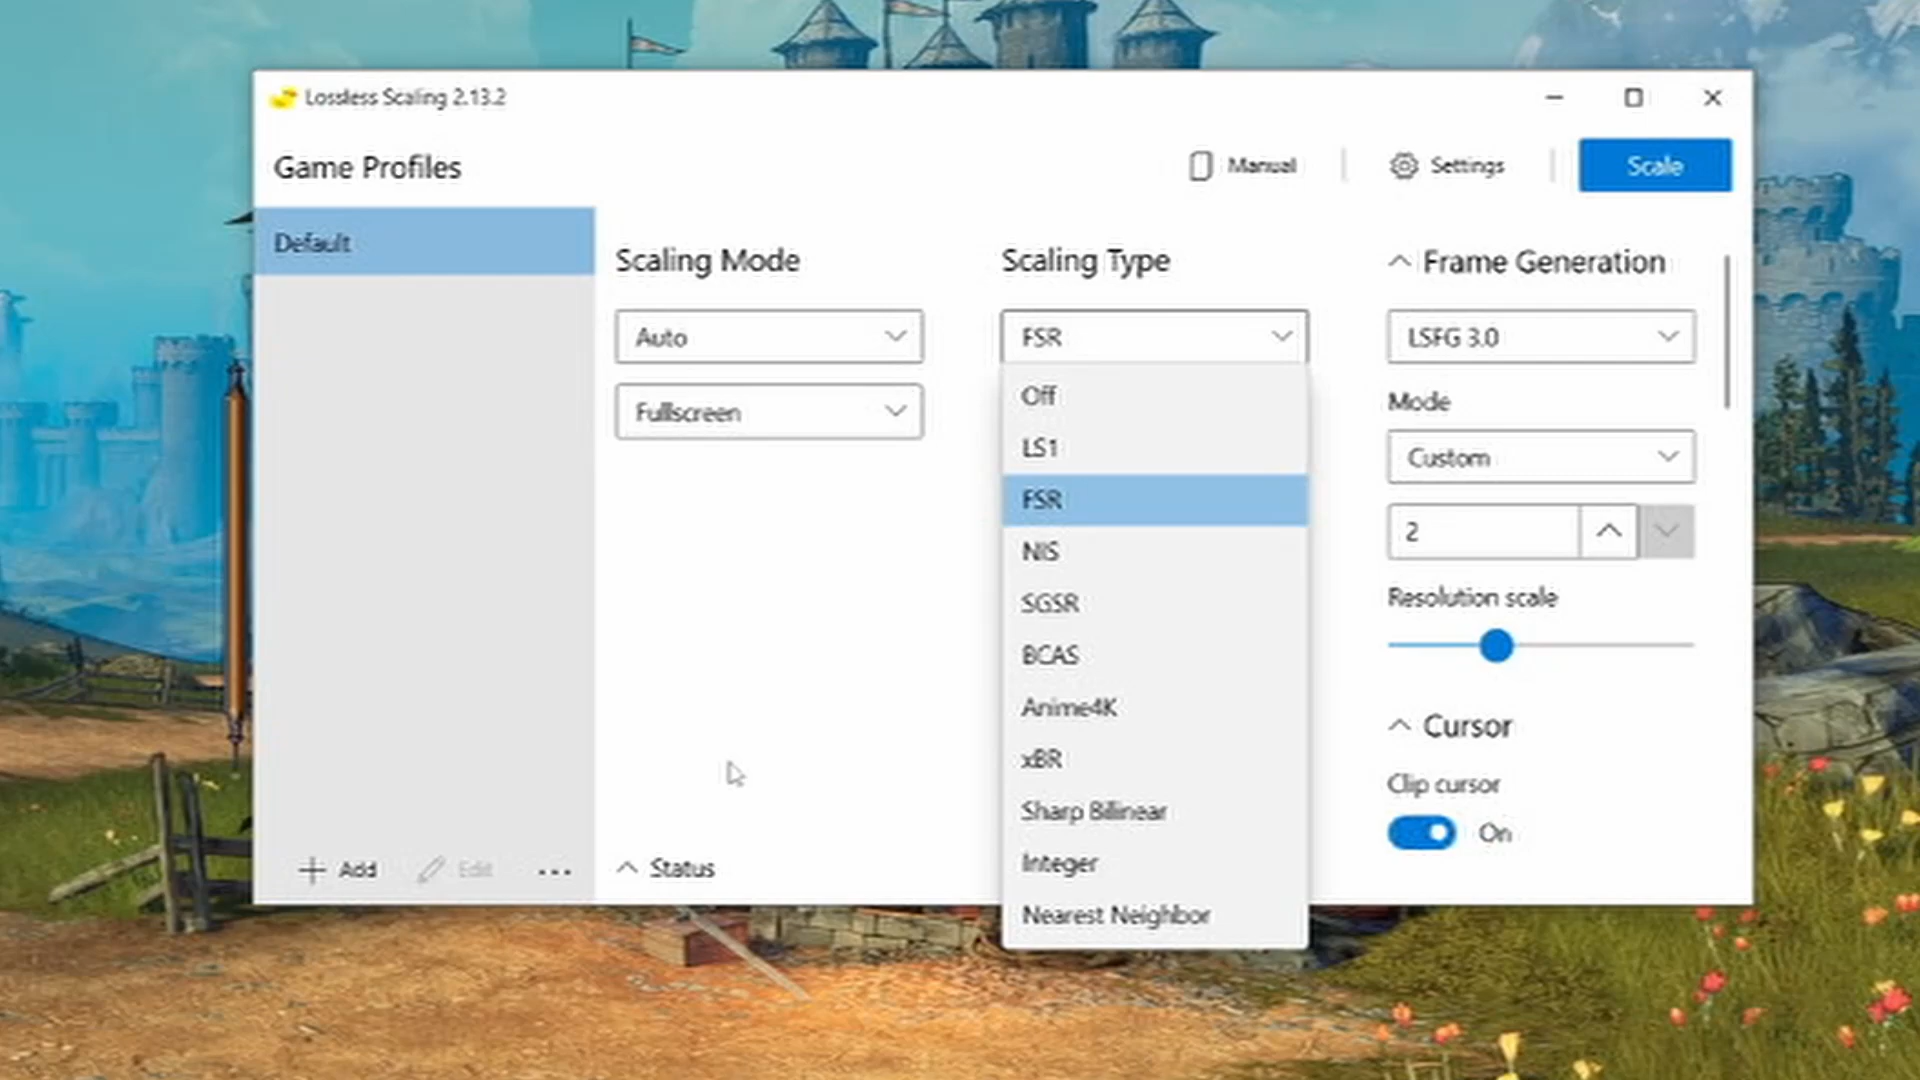 Lossless Scaling 2.13.2
Game Profiles
Manual
Settings
Scale
Default
Scaling Mode
Auto
Fullscreen
Scaling Type
FSR
Off
LS1
FSR
NIS
SGSR
BCAS
Anime4K
xBR
Sharp Bilinear
Integer
Nearest Neighbor
Frame Generation
LSFG 3.0
Mode
Custom
2
Resolution scale
Cursor
Clip cursor
On
Add
Edit
Status